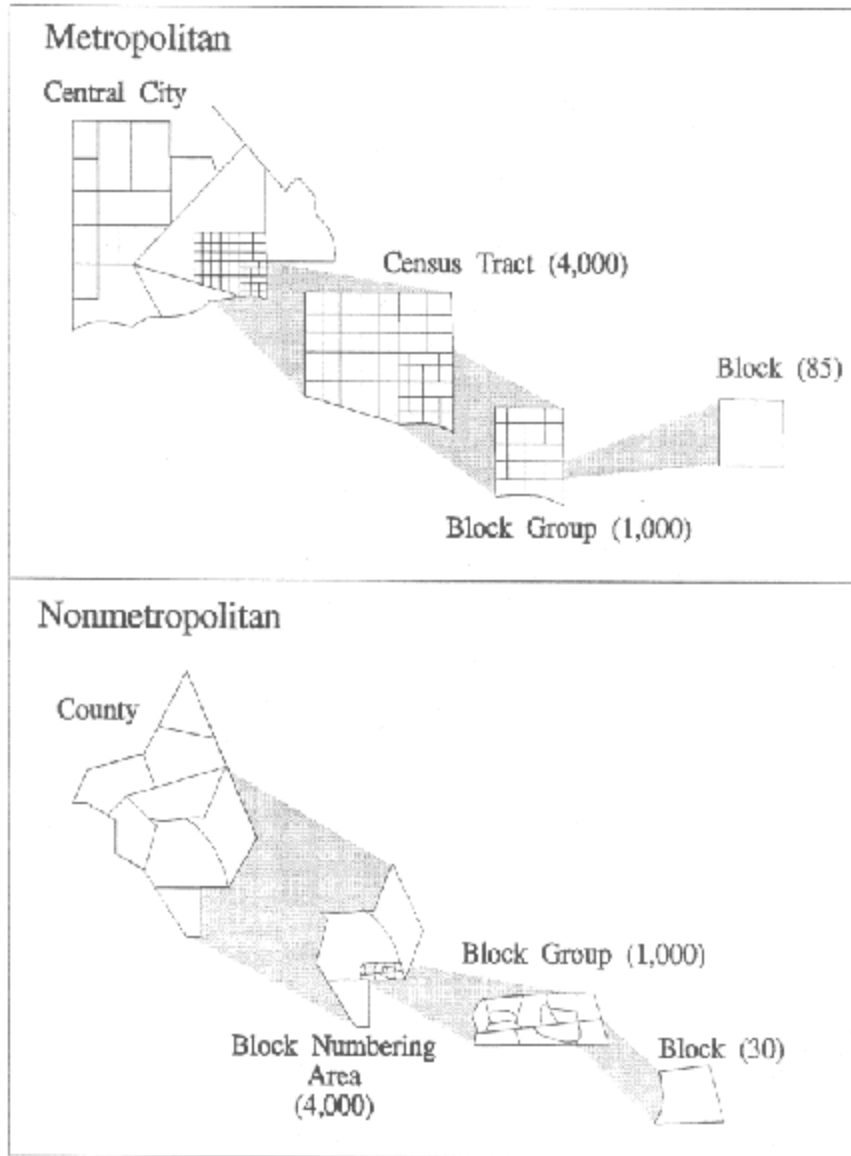 Metropolitan
Central City
Census Tract (4,000)
Block (85)
Block Group (1,000)
Nonmetropolitan
County
Block Group (1,000)
Block Numbering
Area
(4,000)
Block (30)